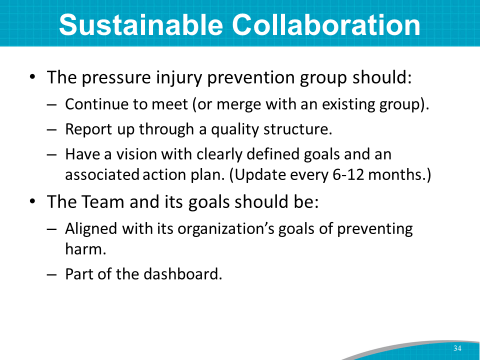 Sustainable Collaboration
• The pressure injury prevention group should:
– Continue to meet (or merge with an existing group).
– Report up through a quality structure.
– Have a vision with clearly defined goals and an
associated action plan. (Update every 6-12 months.)
• The Team and its goals should be:
– Aligned with its organization’s goals of preventing
harm.
– Part of the dashboard.
34